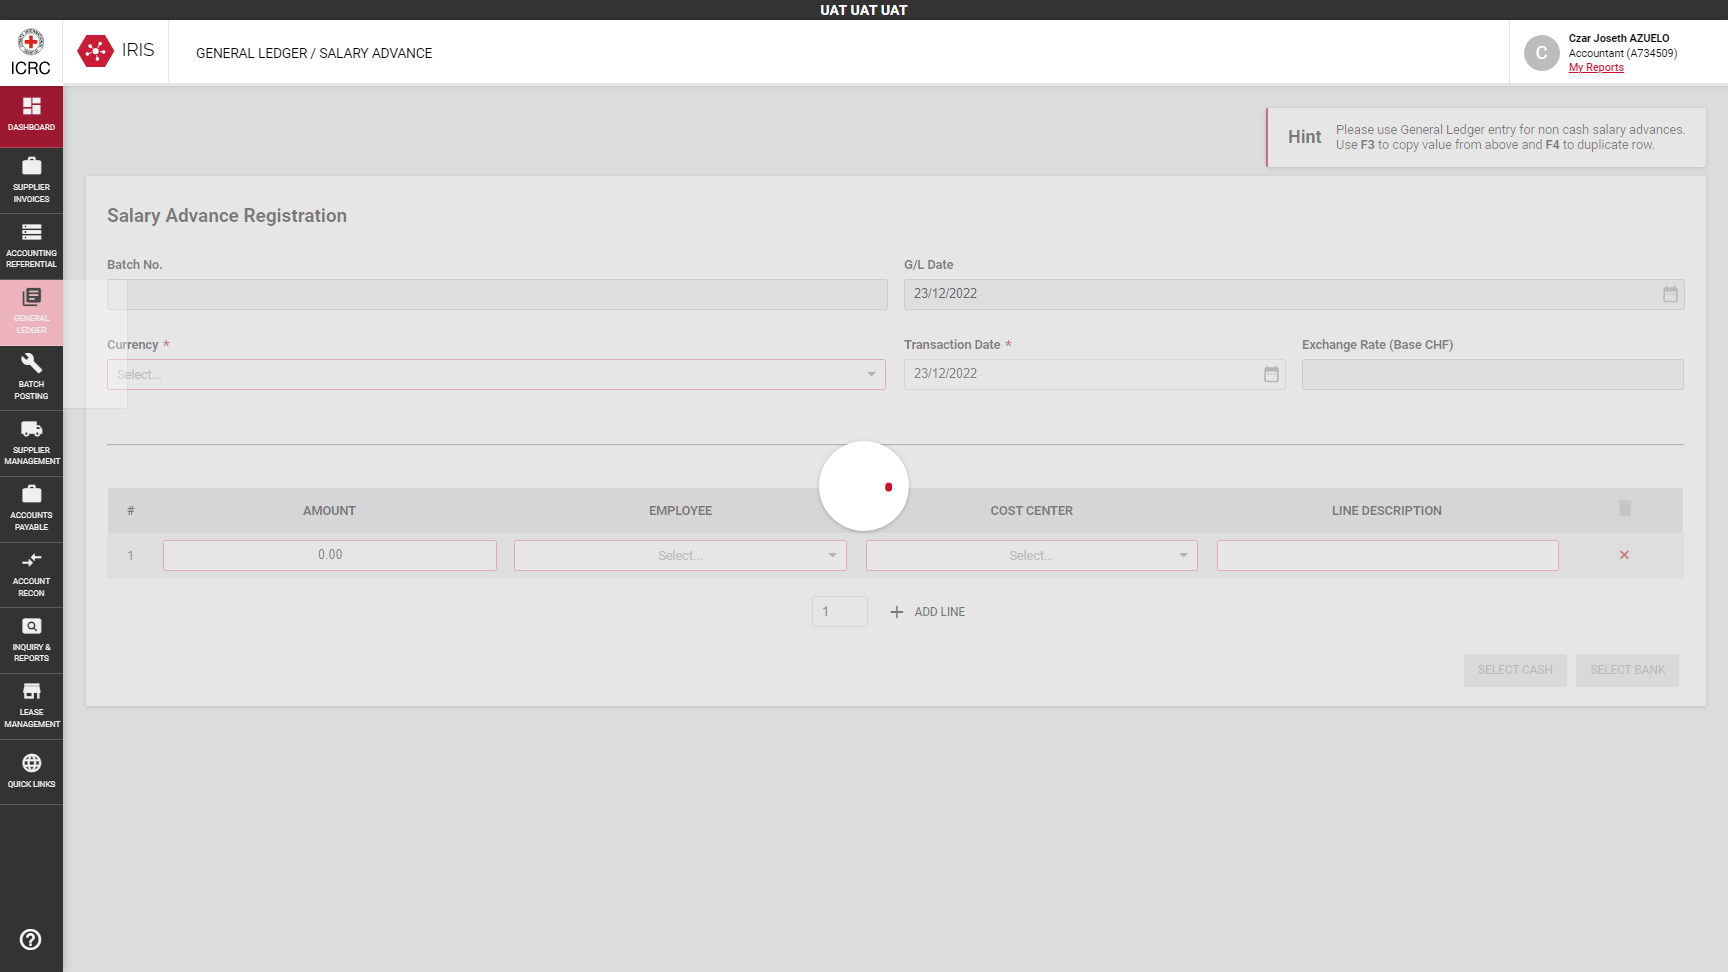 UAT UAT UAT
ICRC
IRIS
GENERAL LEDGER / SALARY ADVANCE
C
Czar Joseth AZUELO
Accountant (A734509)
My Reports
DASHBOARD
SUPPLIER
INVOICES
ACCOUNTING
REFERENTIAL
GENERAL
LEDGER
BATCH
POSTING
SUPPLIER
MANAGEMENT
ACCOUNTS
PAYABLE
ACCOUNT
RECON
INQUIRY &
REPORTS
LEASE
MANAGEMENT
QUICK LINKS
Hint
Please use General Ledger entry for non cash salary advances.
Use F3 to copy value from above and F4 to duplicate row.
Salary Advance Registration
Batch No.
G/L Date
23/12/2022
Currency *
Transaction Date *
Exchange Rate (Base CHF)
Select...
23/12/2022
# AMOUNT EMPLOYEE COST CENTER LINE DESCRIPTION
1 0.00 Select... Select... ×
1 + ADD LINE
SELECT CASH SELECT BANK